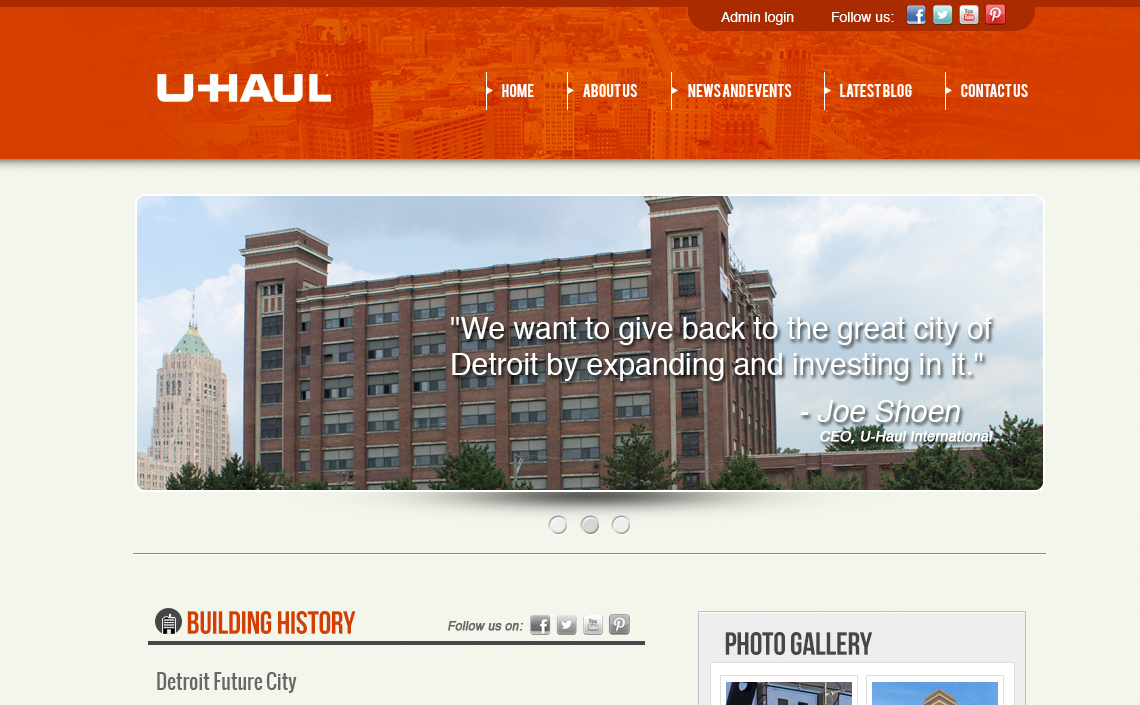 Admin login
Follow us:
U-HAUL
HOME
ABOUT US
NEWS AND EVENTS
LATEST BLOG
CONTACT US
"We want to give back to the great city of
Detroit by expanding and investing in it."
- Joe Shoen
CEO, U-Haul International
BUILDING HISTORY
Follow us on:
PHOTO GALLERY
Detroit Future City